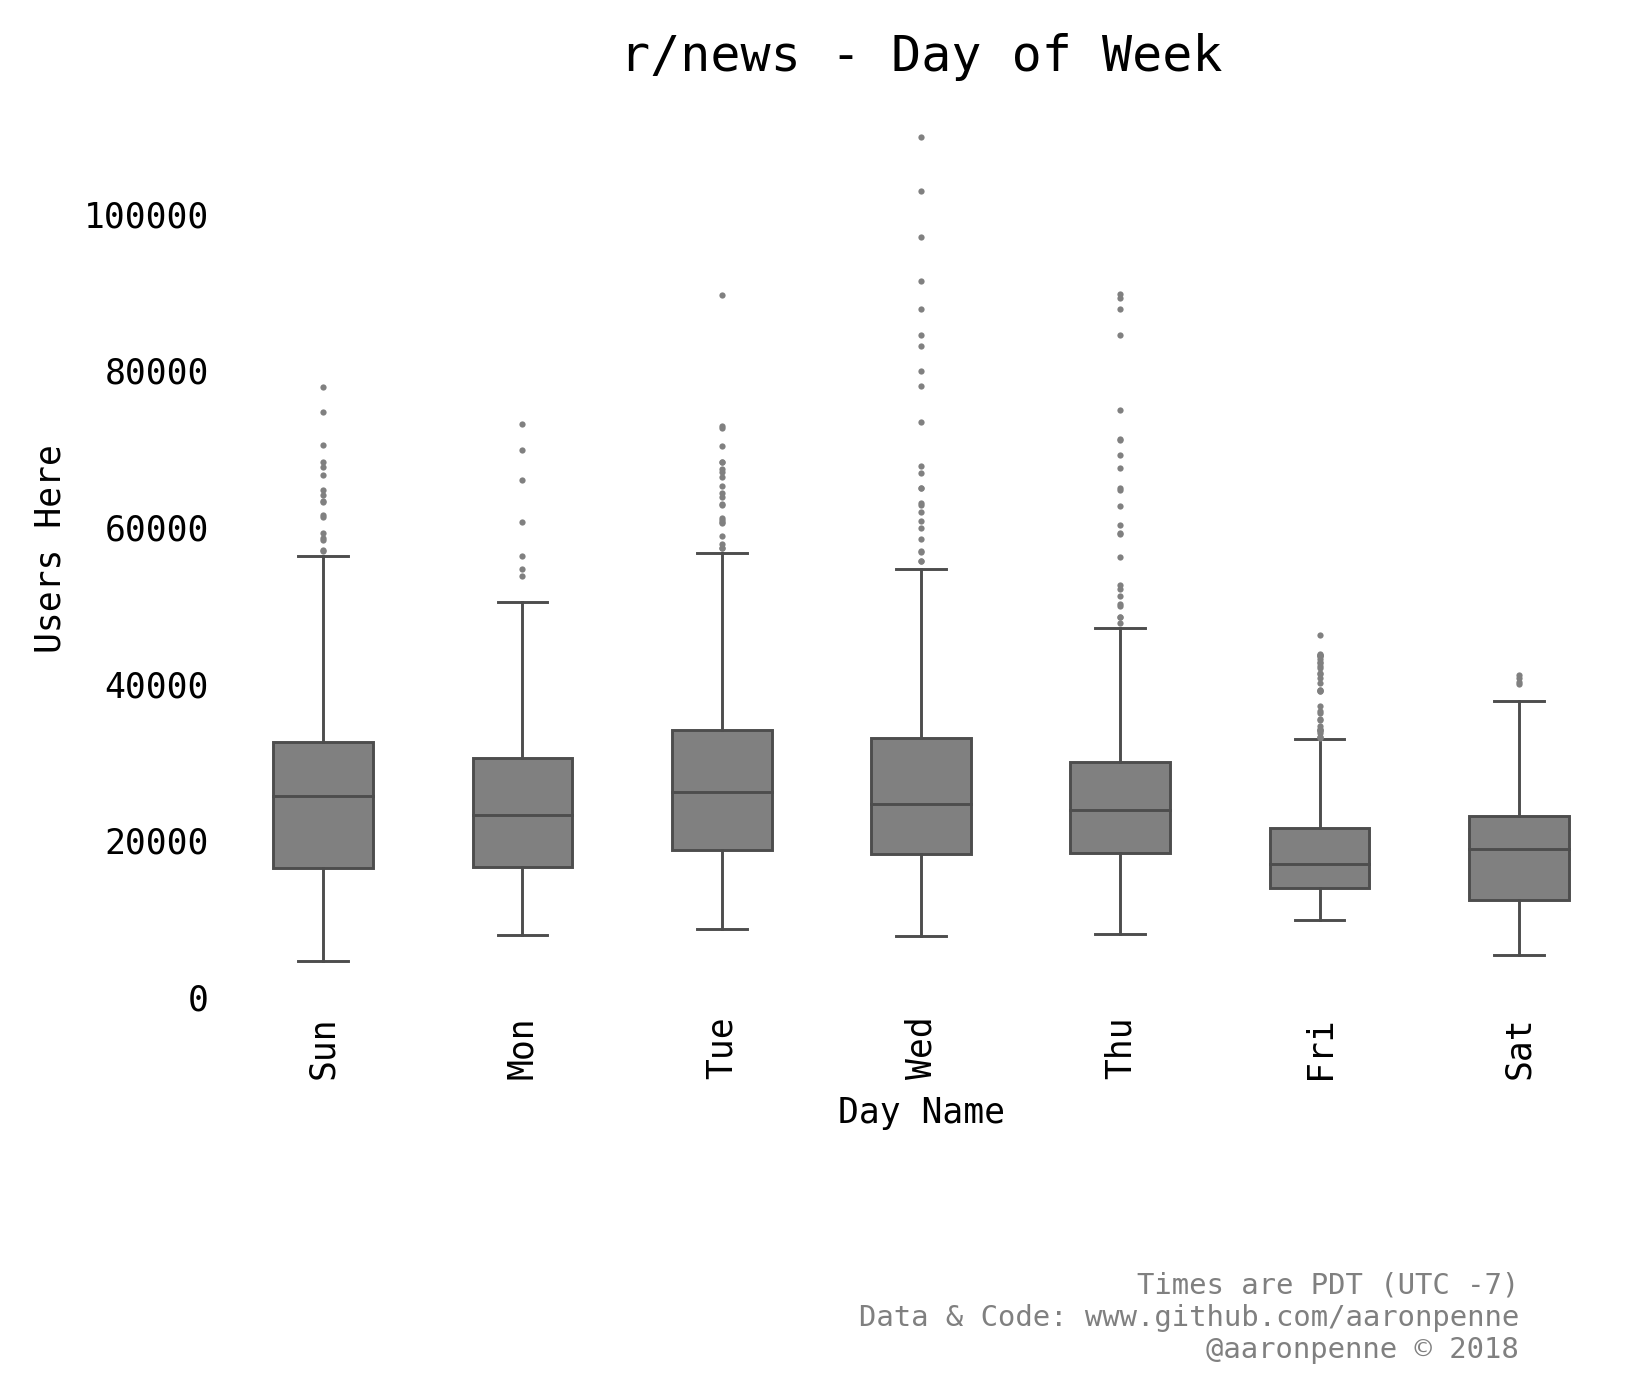 r/news - Day of Week
100000
80000
60000
40000
20000
0
Users Here
Sun
Mon
Tue
Wed
Thu
Fri
Sat
Day Name
Times are PDT (UTC -7)
Data & Code: www.github.com/aaronpenne
@aaronpenne © 2018